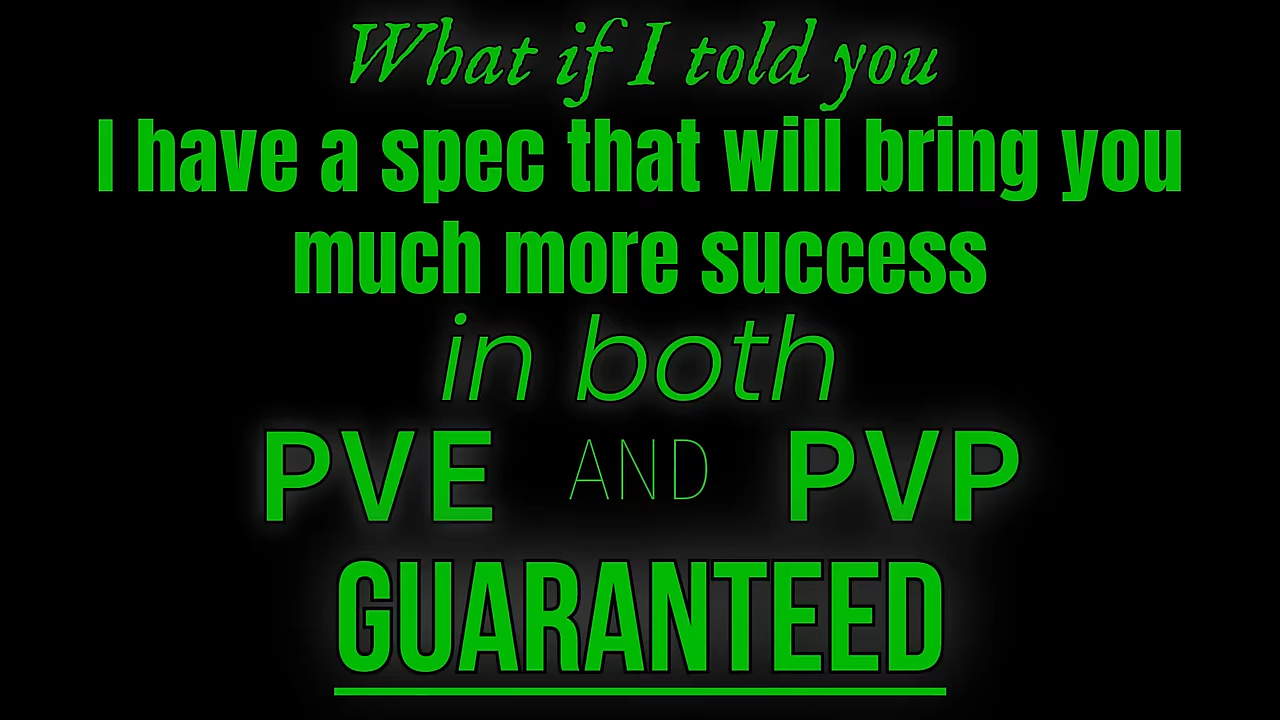 What if I told you
I have a spec that will bring you
much more success
in both
PVE AND PVP
GUARANTEED